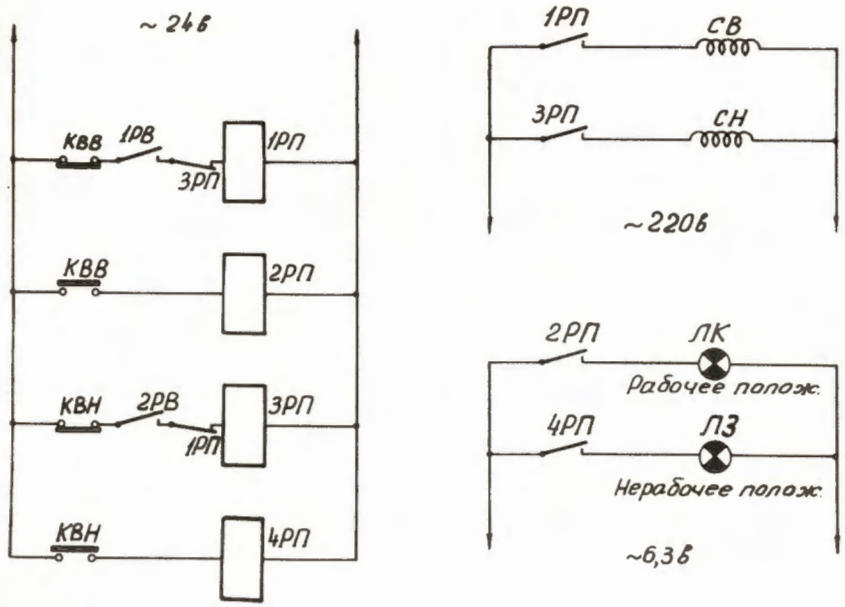 ~ 24в
КВВ 1РВ 3РП 1РП
КВВ 2РП
КВН 2РВ 1РП 3РП
КВН 4РП
1РП СВ
3РП СН
~220в
2РП ЛК
Рабочее полож.
4РП ЛЗ
Нерабочее полож.
~6,3в